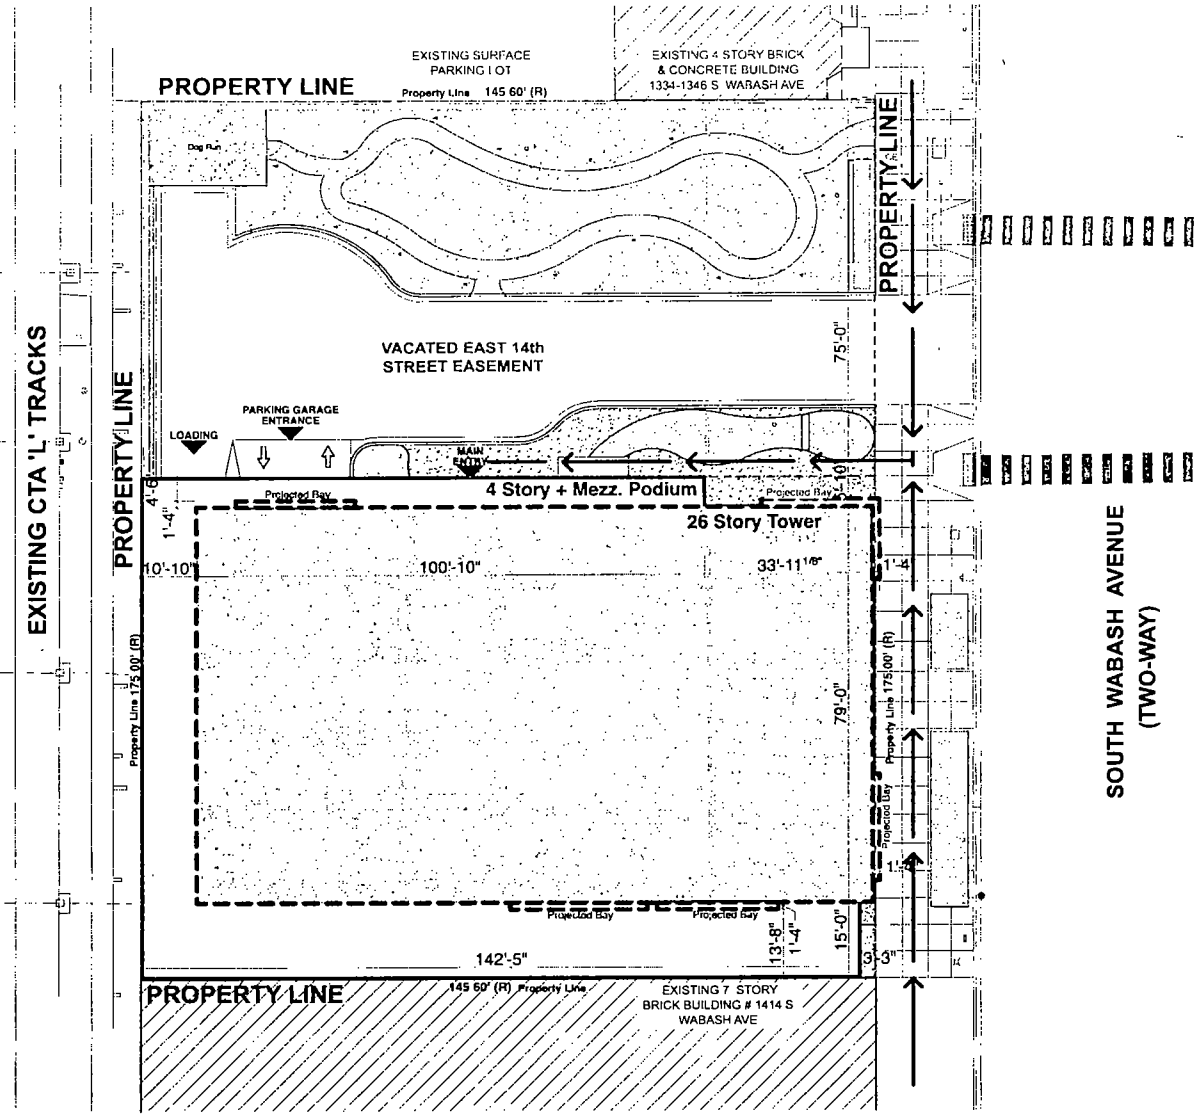 EXISTING SURFACE
PARKING LOT
EXISTING 4 STORY BRICK
& CONCRETE BUILDING
1334-1346 S WABASH AVE
PROPERTY LINE
Property Line 145 60' (R)
PROPERTY LINE
Dog Run
EXISTING CTA 'L' TRACKS
PROPERTY LINE
VACATED EAST 14th
STREET EASEMENT
75'-0"
PARKING GARAGE
ENTRANCE
LOADING
MAIN
ENTRY
4 Story + Mezz. Podium
Projected Bay
Projected Bay
26 Story Tower
1'-4"
10'-10"
100'-10"
33'-11 1/8"
1'-4"
Property Line 175 00' (R)
79'-0"
Property Line 175 00' (R)
SOUTH WABASH AVENUE
(TWO-WAY)
Projected Bay
1'-4"
Projected Bay
Projected Bay
13'-8"
1'-4"
15'-0"
142'-5"
3'-3"
PROPERTY LINE
145 60' (R) Property Line
EXISTING 7 STORY
BRICK BUILDING # 1414 S
WABASH AVE